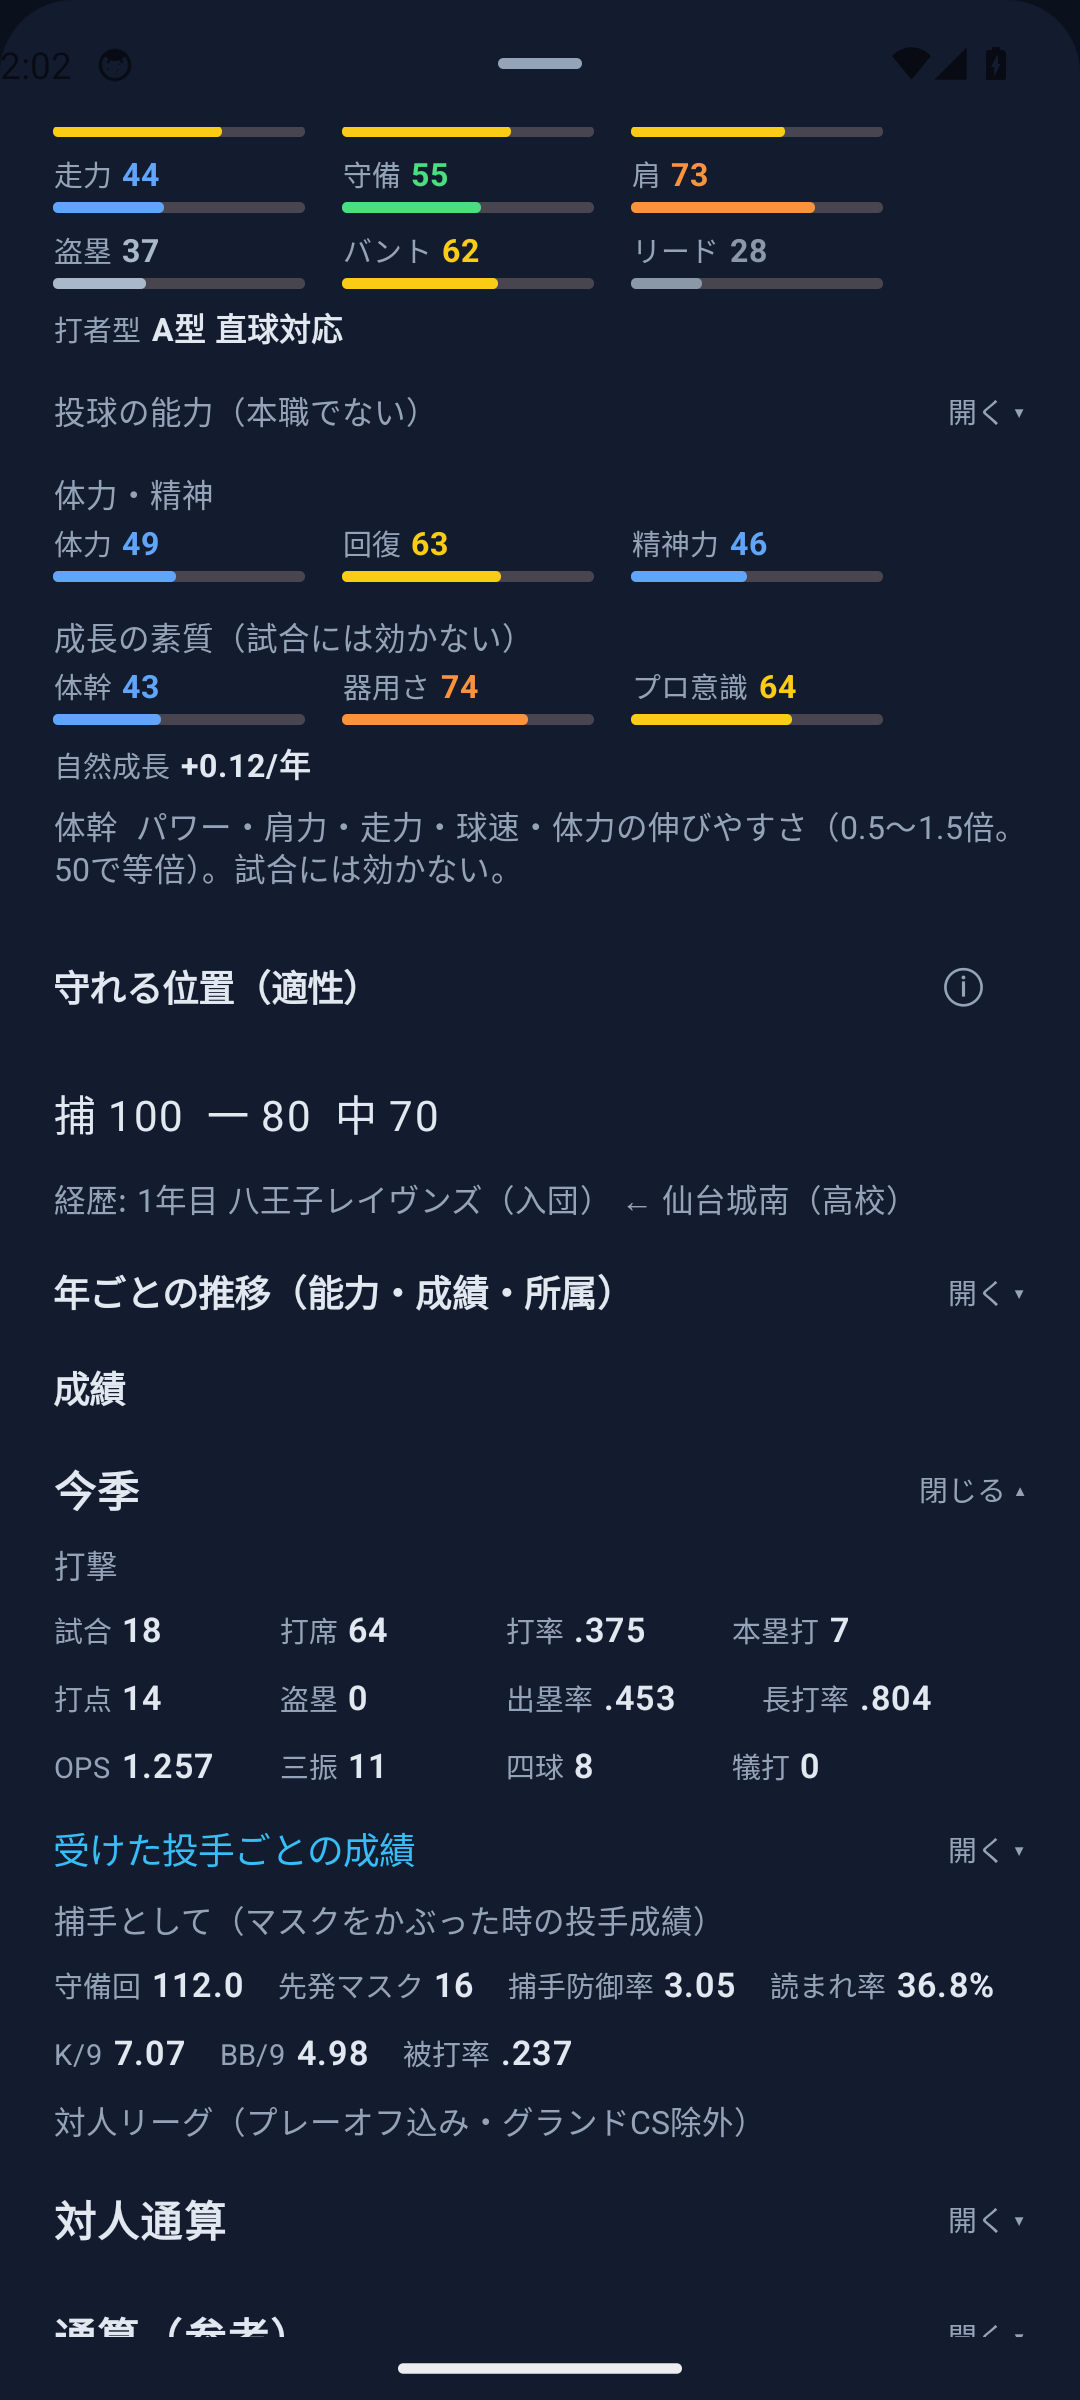 2:02
走力 44 守備 55 肩 73
盗塁 37 バント 62 リード 28
打者型 A型 直球対応
投球の能力（本職でない） 開く ▾
体力・精神
体力 49 回復 63 精神力 46
成長の素質（試合には効かない）
体幹 43 器用さ 74 プロ意識 64
自然成長 +0.12/年
体幹 パワー・肩力・走力・球速・体力の伸びやすさ（0.5〜1.5倍。
50で等倍）。試合には効かない。
守れる位置（適性）
捕 100 一 80 中 70
経歴: 1年目 八王子レイヴンズ（入団） ← 仙台城南（高校）
年ごとの推移（能力・成績・所属） 開く ▾
成績
今季 閉じる ▴
打撃
試合 18 打席 64 打率 .375 本塁打 7
打点 14 盗塁 0 出塁率 .453 長打率 .804
OPS 1.257 三振 11 四球 8 犠打 0
受けた投手ごとの成績 開く ▾
捕手として（マスクをかぶった時の投手成績）
守備回 112.0 先発マスク 16 捕手防御率 3.05 読まれ率 36.8%
K/9 7.07 BB/9 4.98 被打率 .237
対人リーグ（プレーオフ込み・グランドCS除外）
対人通算 開く ▾
通算（参考） 開く ▾